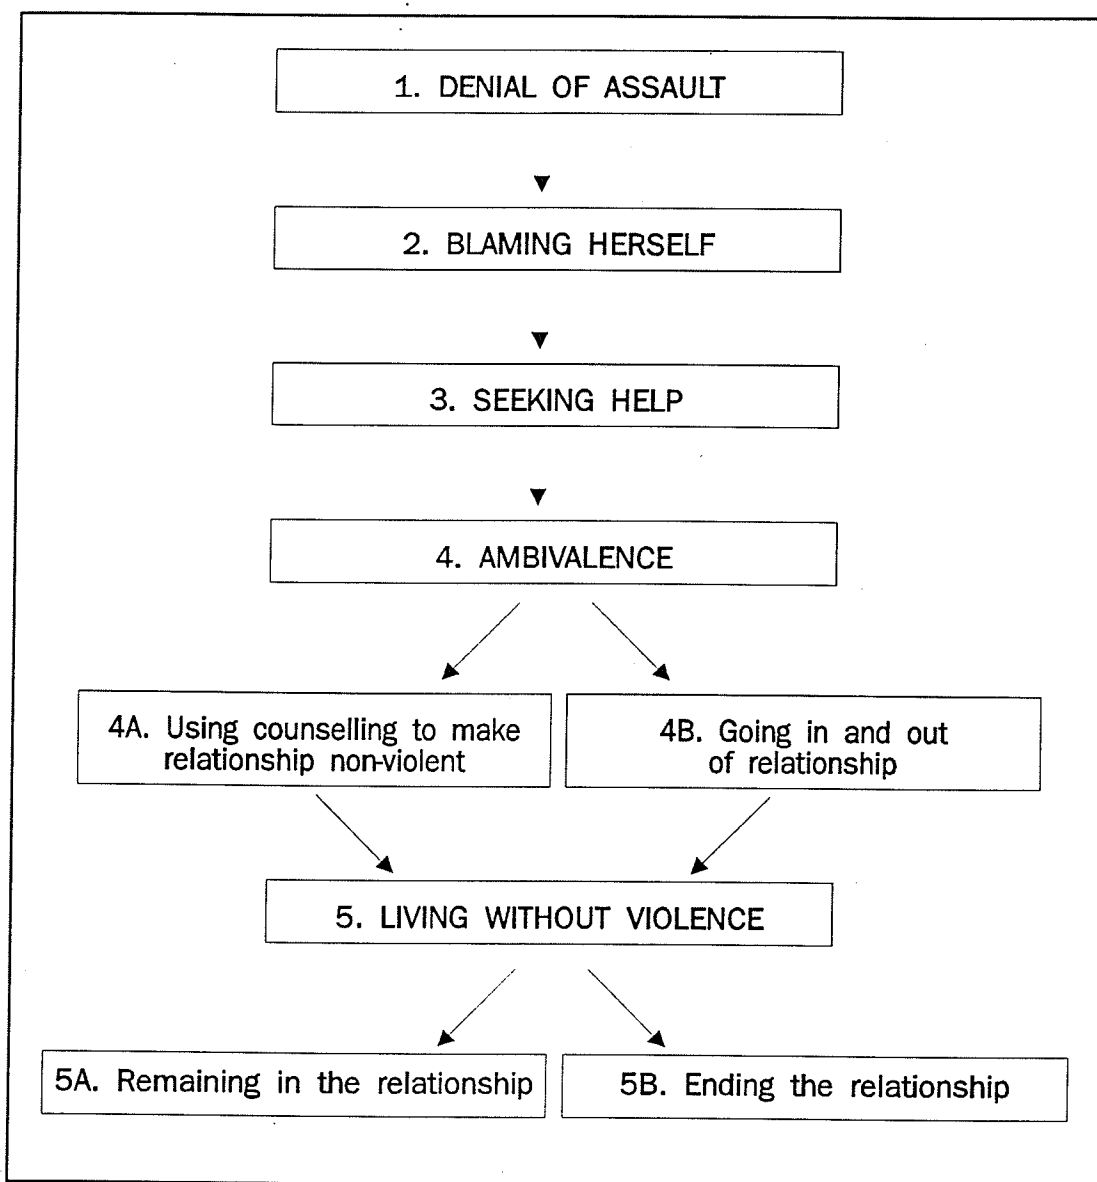 1. DENIAL OF ASSAULT
2. BLAMING HERSELF
3. SEEKING HELP
4. AMBIVALENCE
4A. Using counselling to make
relationship non-violent
4B. Going in and out
of relationship
5. LIVING WITHOUT VIOLENCE
5A. Remaining in the relationship
5B. Ending the relationship